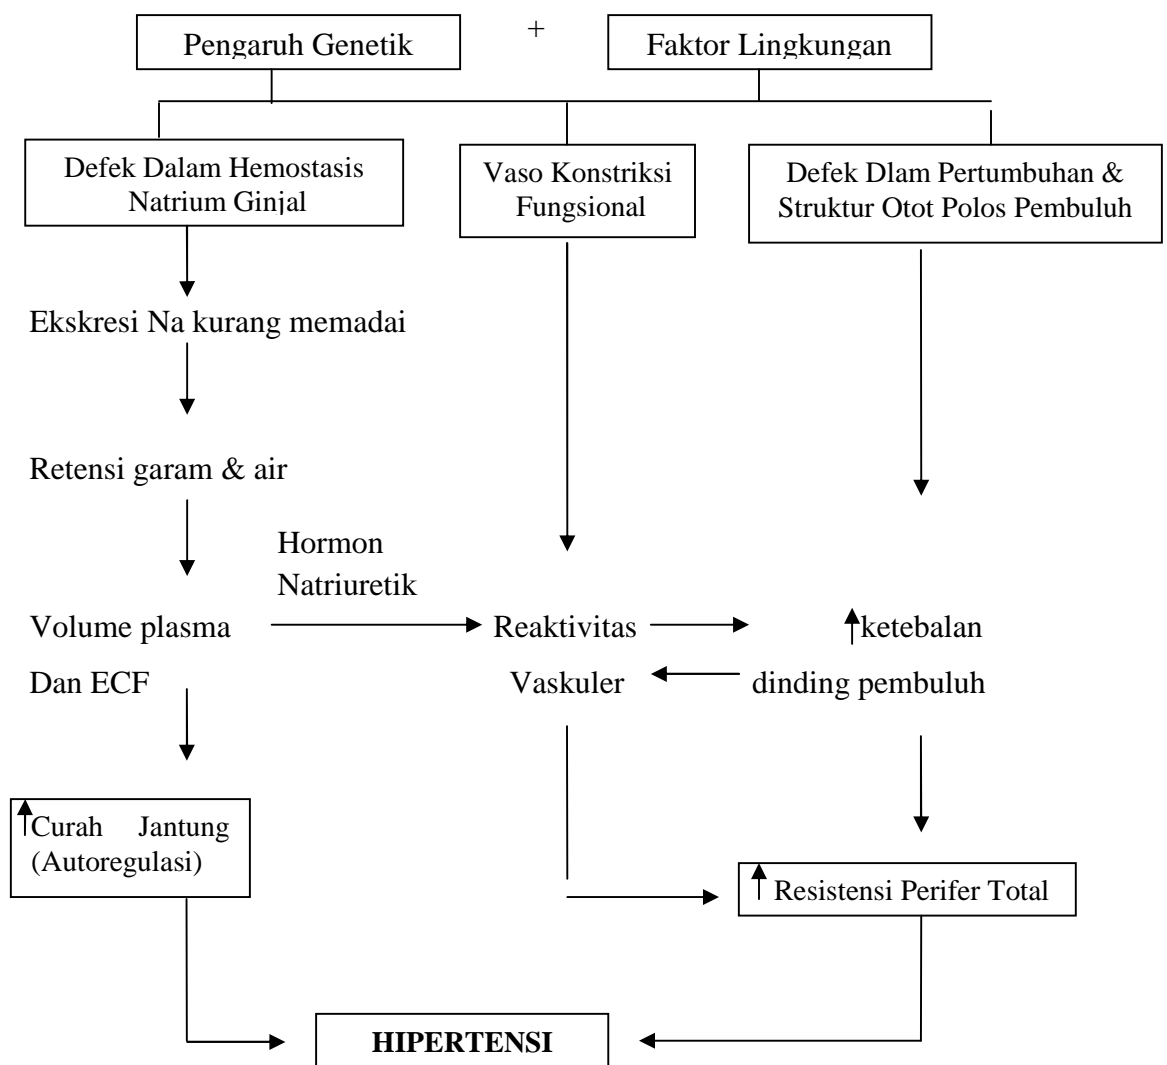 Pengaruh Genetik
+
Faktor Lingkungan
Defek Dalam Hemostasis
Natrium Ginjal
Vaso Konstriksi
Fungsional
Defek Dlam Pertumbuhan &
Struktur Otot Polos Pembuluh
Ekskresi Na kurang memadai
Retensi garam & air
Hormon
Natriuretik
Volume plasma
Reaktivitas
ketebalan
Dan ECF
Vaskuler
dinding pembuluh
Curah Jantung
(Autoregulasi)
Resistensi Perifer Total
HIPERTENSI